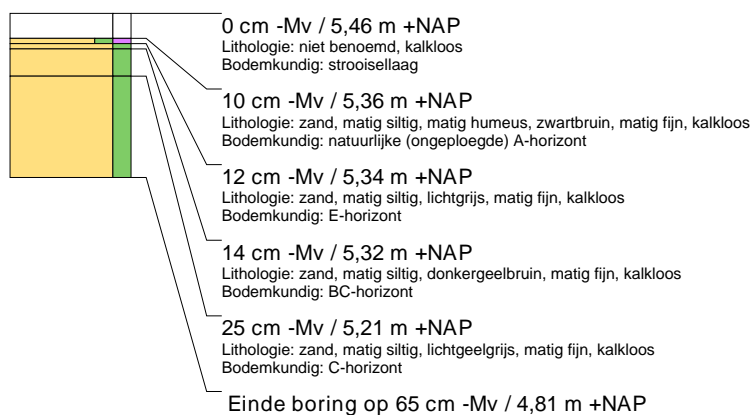 0 cm -Mv / 5,46 m +NAP
Lithologie: niet benoemd, kalkloos
Bodemkundig: strooisellaag
10 cm -Mv / 5,36 m +NAP
Lithologie: zand, matig siltig, matig humeus, zwartbruin, matig fijn, kalkloos
Bodemkundig: natuurlijke (ongeploegde) A-horizont
12 cm -Mv / 5,34 m +NAP
Lithologie: zand, matig siltig, lichtgrijs, matig fijn, kalkloos
Bodemkundig: E-horizont
14 cm -Mv / 5,32 m +NAP
Lithologie: zand, matig siltig, donkergeelbruin, matig fijn, kalkloos
Bodemkundig: BC-horizont
25 cm -Mv / 5,21 m +NAP
Lithologie: zand, matig siltig, lichtgeelgrijs, matig fijn, kalkloos
Bodemkundig: C-horizont
Einde boring op 65 cm -Mv / 4,81 m +NAP